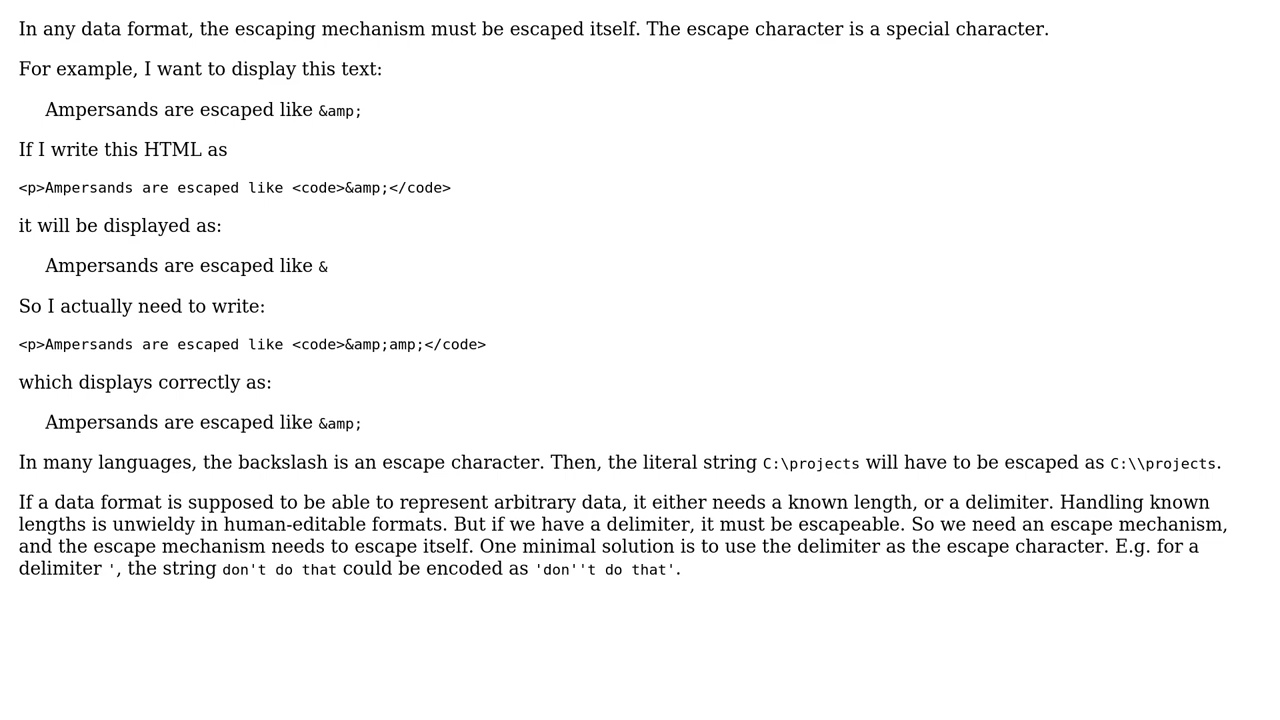 In any data format, the escaping mechanism must be escaped itself. The escape character is a special character.
For example, I want to display this text:
Ampersands are escaped like &amp;
If I write this HTML as
<p>Ampersands are escaped like <code>&amp;</code>
it will be displayed as:
Ampersands are escaped like &
So I actually need to write:
<p>Ampersands are escaped like <code>&amp;amp;</code>
which displays correctly as:
Ampersands are escaped like &amp;
In many languages, the backslash is an escape character. Then, the literal string C:\projects will have to be escaped as C:\\projects.
If a data format is supposed to be able to represent arbitrary data, it either needs a known length, or a delimiter. Handling known
lengths is unwieldy in human-editable formats. But if we have a delimiter, it must be escapeable. So we need an escape mechanism,
and the escape mechanism needs to escape itself. One minimal solution is to use the delimiter as the escape character. E.g. for a
delimiter ', the string don't do that could be encoded as 'don''t do that'.